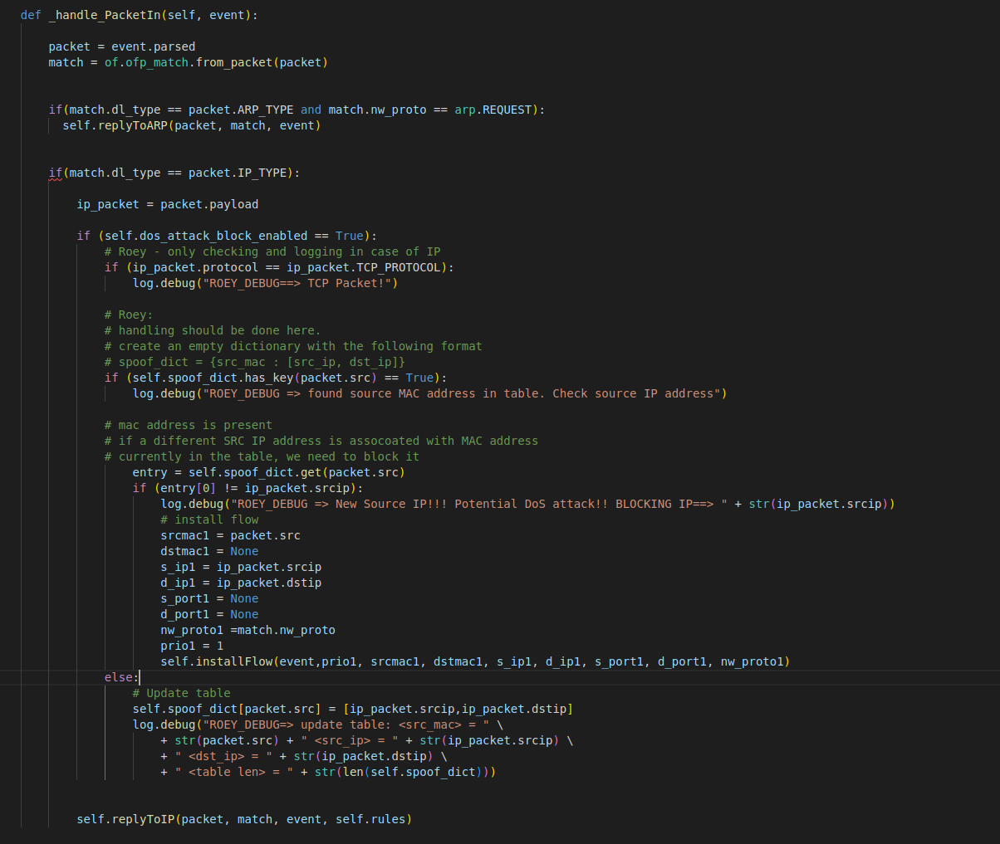 def _handle_PacketIn(self, event):
packet = event.parsed
match = of.ofp_match.from_packet(packet)
if(match.dl_type == packet.ARP_TYPE and match.nw_proto == arp.REQUEST):
self.replyToARP(packet, match, event)
if(match.dl_type == packet.IP_TYPE):
ip_packet = packet.payload
if (self.dos_attack_block_enabled == True):
# Roey - only checking and logging in case of IP
if (ip_packet.protocol == ip_packet.TCP_PROTOCOL):
log.debug("ROEY_DEBUG==> TCP Packet!")
# Roey:
# handling should be done here.
# create an empty dictionary with the following format
# spoof_dict = {src_mac : [src_ip, dst_ip]}
if (self.spoof_dict.has_key(packet.src) == True):
log.debug("ROEY_DEBUG => found source MAC address in table. Check source IP address")
# mac address is present
# if a different SRC IP address is assocoated with MAC address
# currently in the table, we need to block it
entry = self.spoof_dict.get(packet.src)
if (entry[0] != ip_packet.srcip):
log.debug("ROEY_DEBUG => New Source IP!!! Potential DoS attack!! BLOCKING IP==> " + str(ip_packet.srcip))
# install flow
srcmac1 = packet.src
dstmac1 = None
s_ip1 = ip_packet.srcip
d_ip1 = ip_packet.dstip
s_port1 = None
d_port1 = None
nw_proto1 =match.nw_proto
prio1 = 1
self.installFlow(event,prio1, srcmac1, dstmac1, s_ip1, d_ip1, s_port1, d_port1, nw_proto1)
else:
# Update table
self.spoof_dict[packet.src] = [ip_packet.srcip,ip_packet.dstip]
log.debug("ROEY_DEBUG=> update table: <src_mac> = " \
+ str(packet.src) + " <src_ip> = " + str(ip_packet.srcip) \
+ " <dst_ip> = " + str(ip_packet.dstip) \
+ " <table len> = " + str(len(self.spoof_dict)))
self.replyToIP(packet, match, event, self.rules)